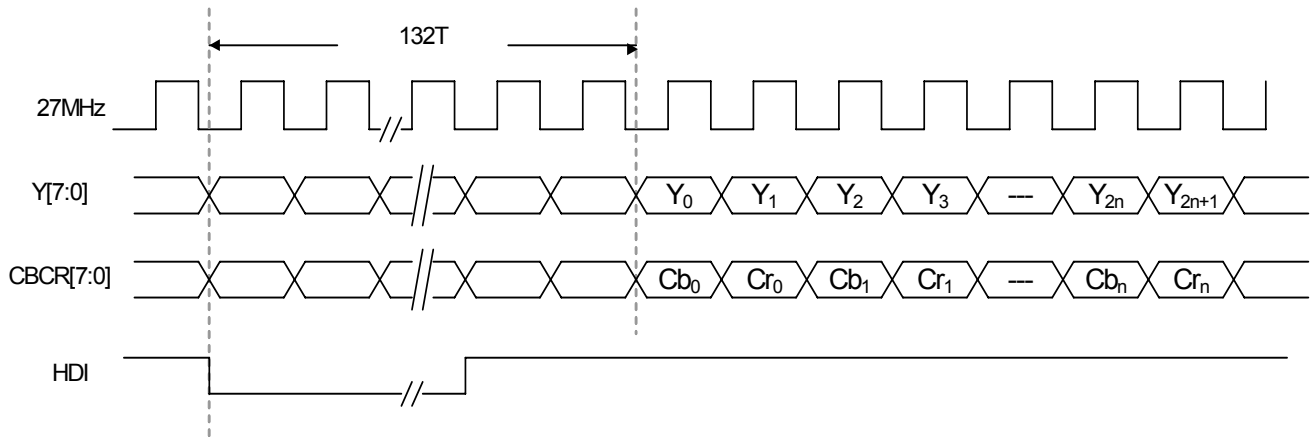 132T
27MHz
Y[7:0] Y₀ Y₁ Y₂ Y₃ --- Y₂ₙ Y₂ₙ₊₁
CBCR[7:0] Cb₀ Cr₀ Cb₁ Cr₁ --- Cbₙ Crₙ
HDI